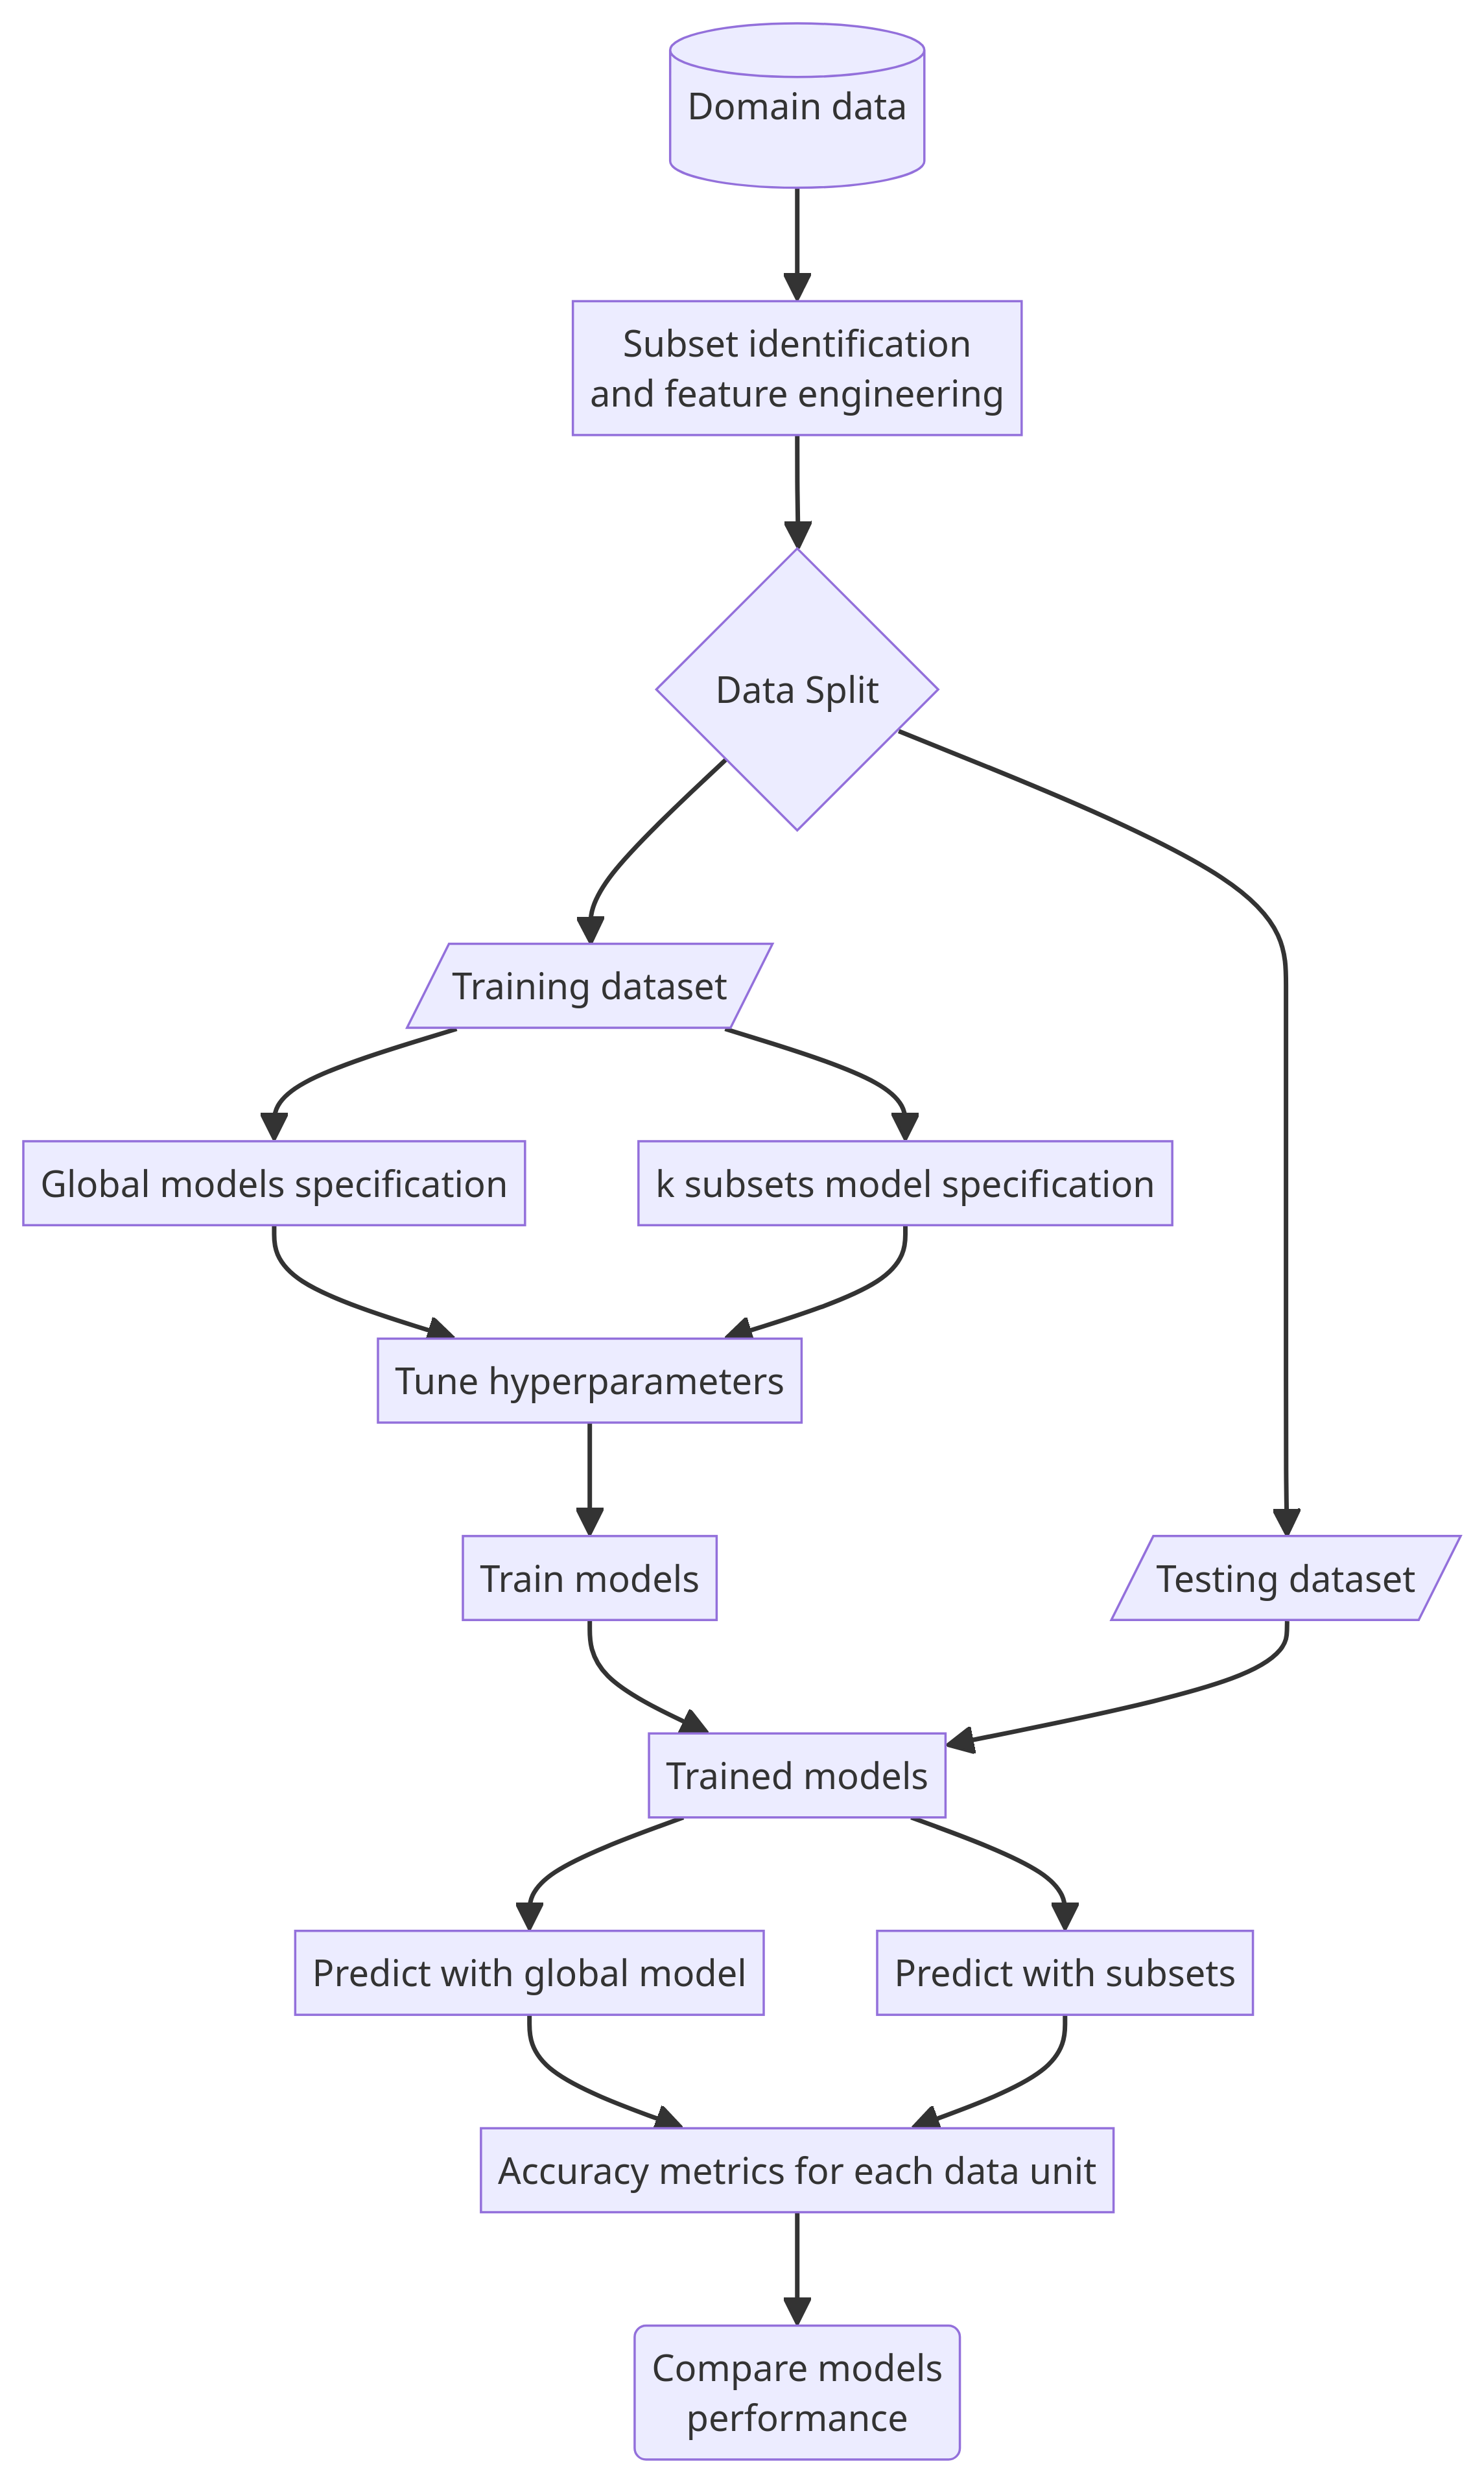 Domain data
Subset identification
and feature engineering
Data Split
Training dataset
Global models specification
k subsets model specification
Tune hyperparameters
Train models
Testing dataset
Trained models
Predict with global model
Predict with subsets
Accuracy metrics for each data unit
Compare models
performance